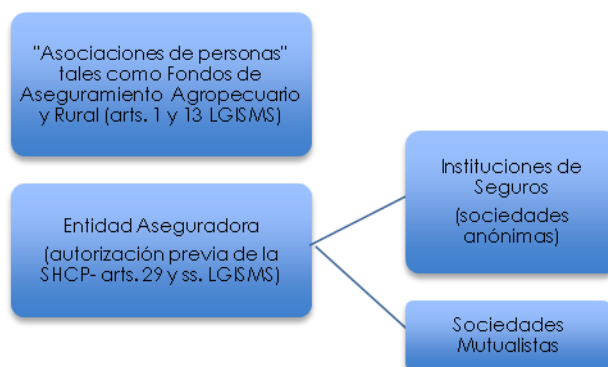 "Asociaciones de personas"
tales como Fondos de
Aseguramiento Agropecuario
y Rural (arts. 1 y 13 LGISMS)
Entidad Aseguradora
(autorización previa de la
SHCP- arts. 29 y ss. LGISMS)
Instituciones de
Seguros
(sociedades
anónimas)
Sociedades
Mutualistas